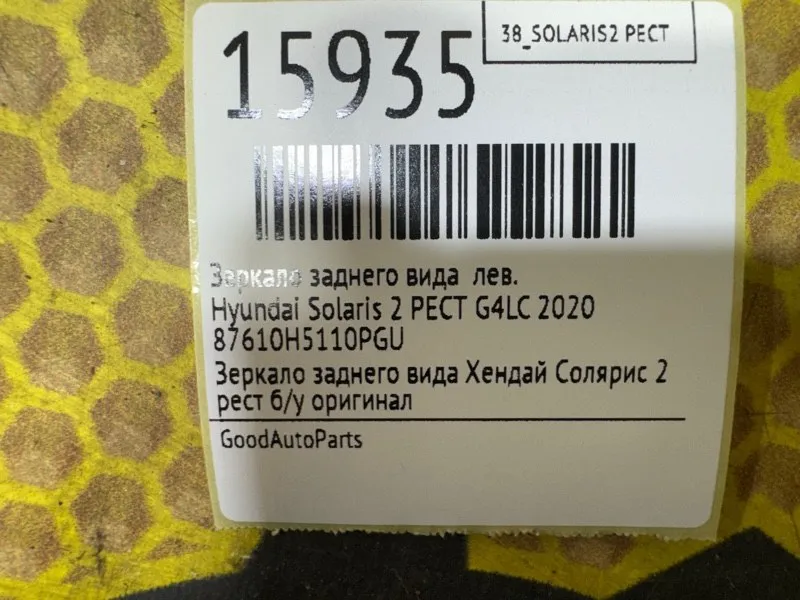 15935
38_SOLARIS2 РЕСТ
Зеркало заднего вида лев.
Hyundai Solaris 2 РЕСТ G4LC 2020
87610H5110PGU
Зеркало заднего вида Хендай Солярис 2
рест б/у оригинал
GoodAutoParts